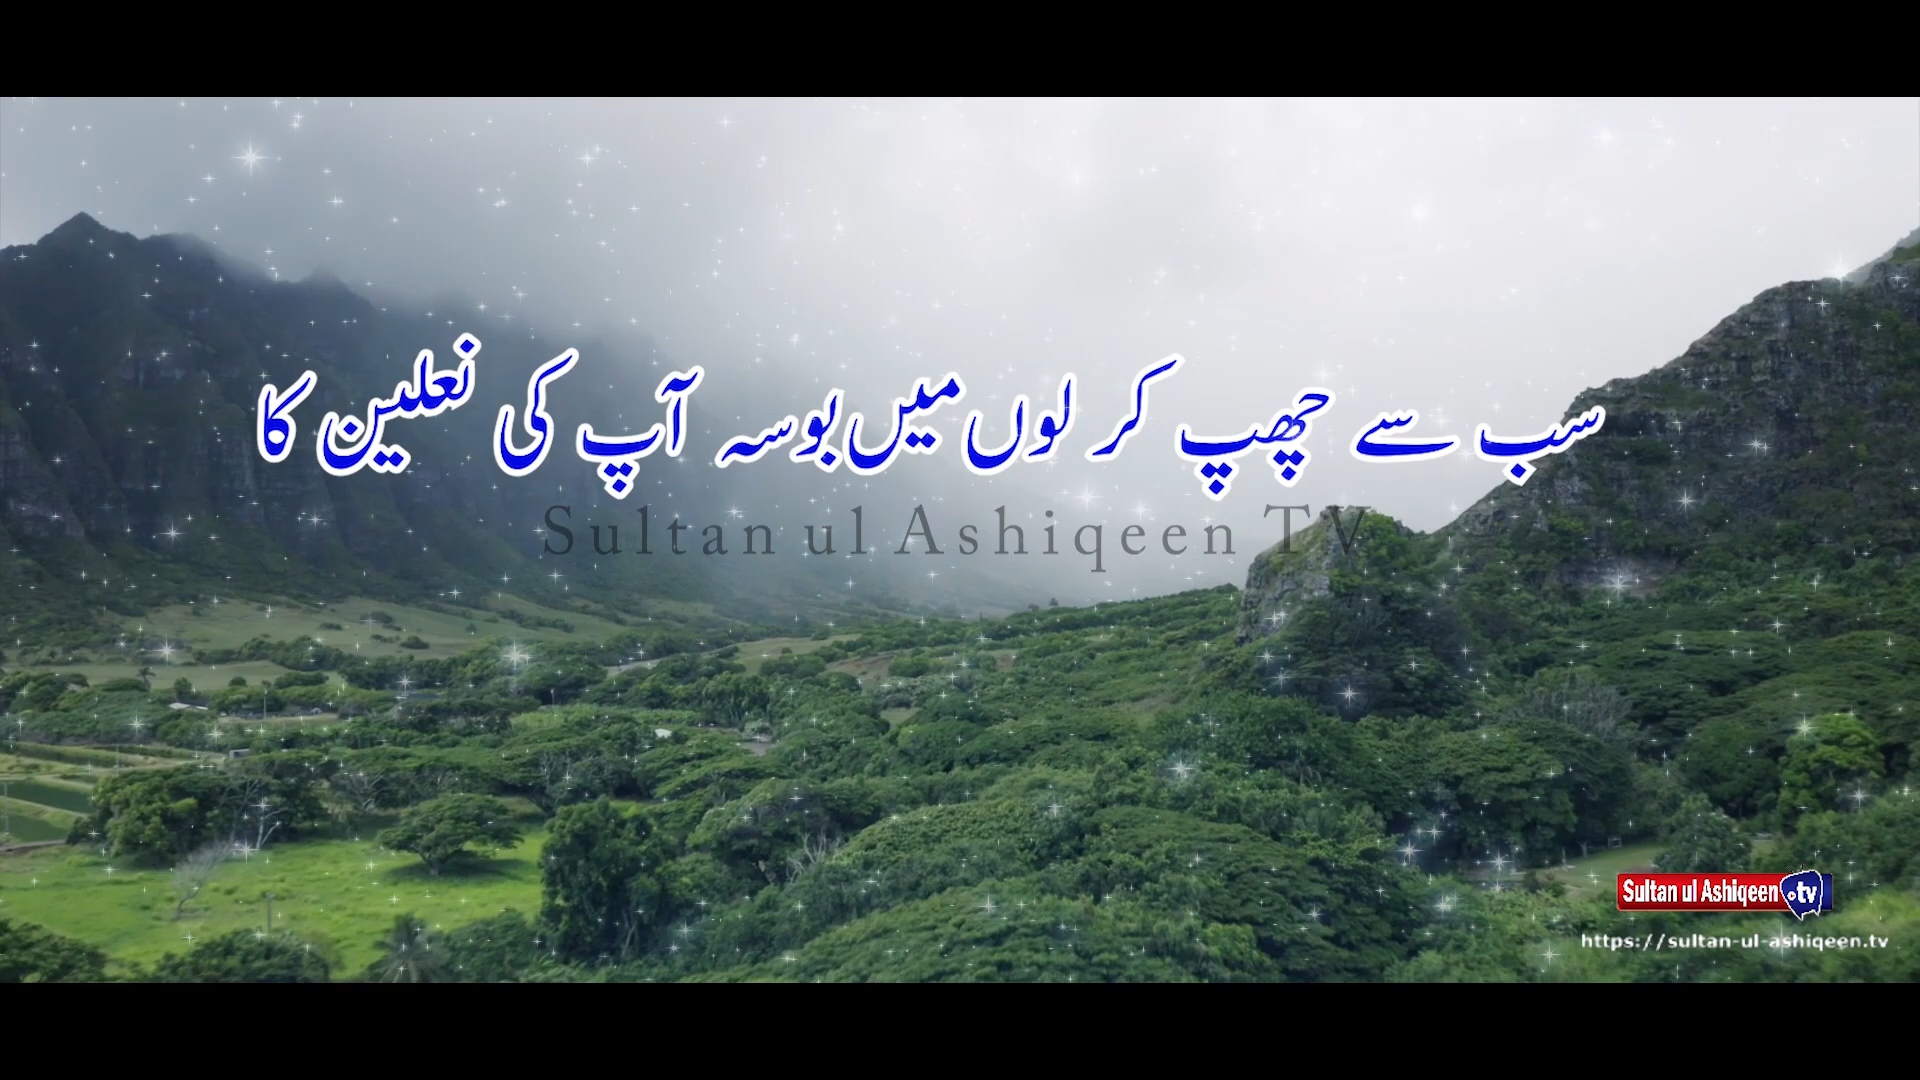 سب سے چھپ کر لوں میں بوسہ آپ کی نعلین کا
Sultan ul Ashiqeen TV
Sultan ul Ashiqeen .tv
https://sultan-ul-ashiqeen.tv